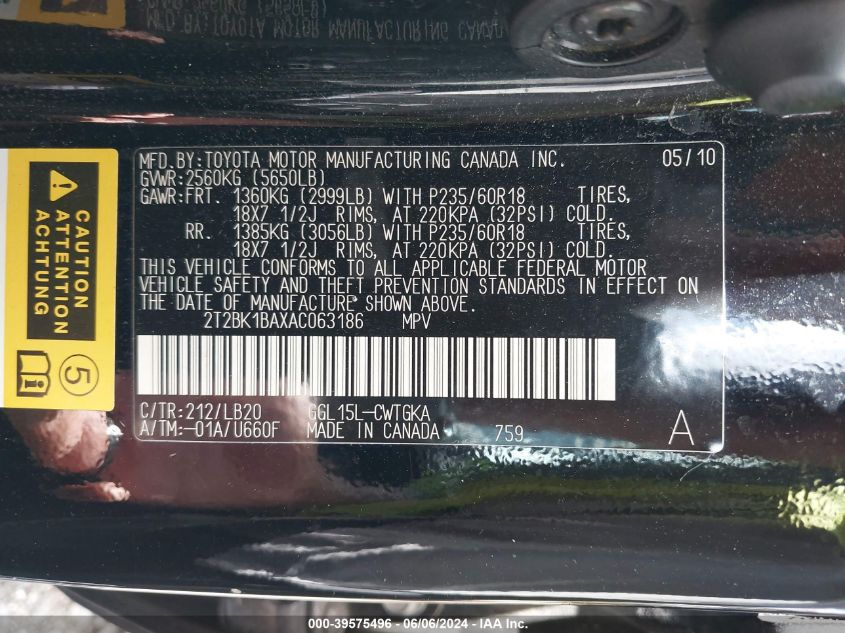 MFD. BY: TOYOTA MOTOR MANUFACTURING CANADA INC. 05/10
GVWR: 2560KG (5650LB)
GAWR: FRT. 1360KG (2999LB) WITH P235/60R18 TIRES,
18X7 1/2J RIMS, AT 220KPA (32PSI) COLD.
RR. 1385KG (3056LB) WITH P235/60R18 TIRES,
18X7 1/2J RIMS, AT 220KPA (32PSI) COLD.
THIS VEHICLE CONFORMS TO ALL APPLICABLE FEDERAL MOTOR
VEHICLE SAFETY AND THEFT PREVENTION STANDARDS IN EFFECT ON
THE DATE OF MANUFACTURE SHOWN ABOVE.
2T2BK1BAXAC063186 MPV
C/TR: 212/LB20 GGL15L-CWTGKA
A/TM: -01A/U660F MADE IN CANADA 759 A
CAUTION
ATTENTION
5
000-39575496 - 06/06/2024 - IAA Inc.